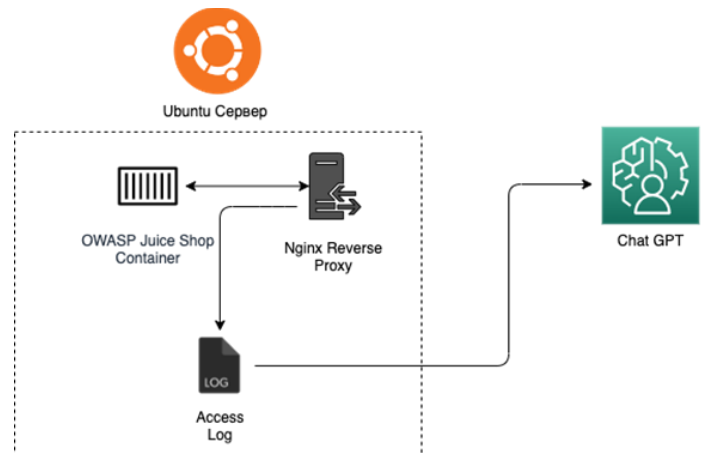 Ubuntu Сервер
OWASP Juice Shop
Container
Nginx Reverse
Proxy
Chat GPT
LOG
Access
Log